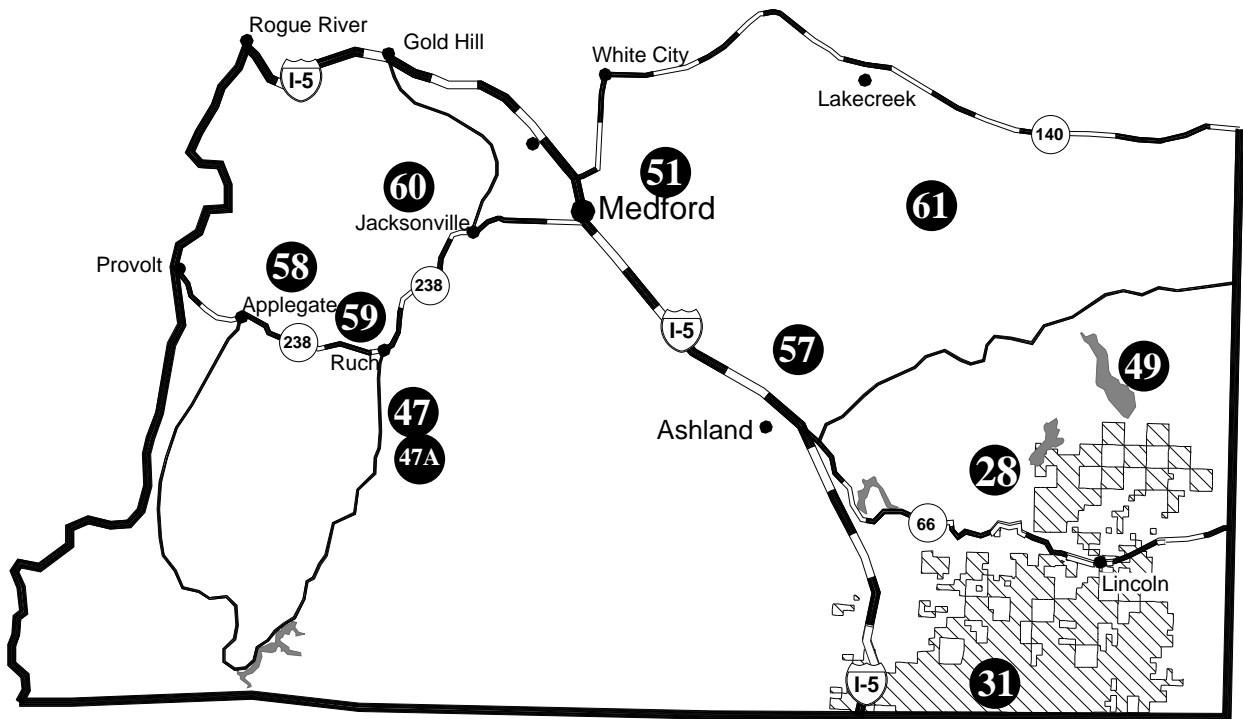 Rogue River
Gold Hill
I-5
White City
Lakecreek
140
60
51
Medford
61
Jacksonville
Provolt
58
238
Applegate
59
238
Ruch
I-5
57
49
47
47A
Ashland
28
66
Lincoln
I-5
31